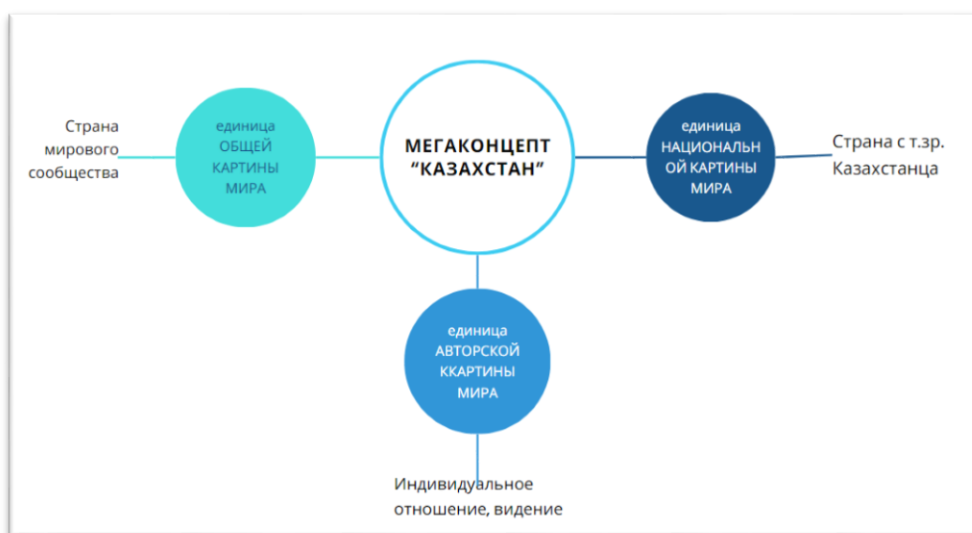 Страна
мирового
сообщества
единица
ОБЩЕЙ
КАРТИНЫ
МИРА
МЕГАКОНЦЕПТ
“КАЗАХСТАН”
единица
НАЦИОНАЛЬН
ОЙ КАРТИНЫ
МИРА
Страна с т.зр.
Казахстанца
единица
АВТОРСКОЙ
ККАРТИНЫ
МИРА
Индивидуальное
отношение, видение